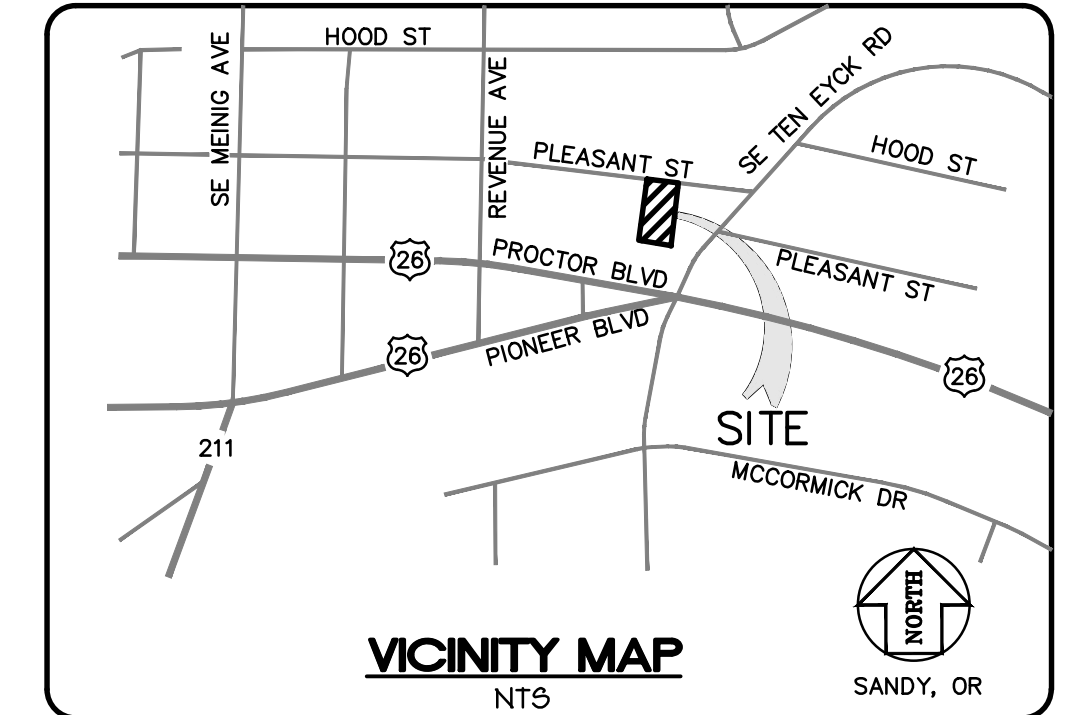 HOOD ST
SE MEINIG AVE
REVENUE AVE
SE TEN EYCK RD
PLEASANT ST
HOOD ST
26
PROCTOR BLVD
PLEASANT ST
26
PIONEER BLVD
26
SITE
211
MCCORMICK DR
NORTH
VICINITY MAP
NTS
SANDY, OR